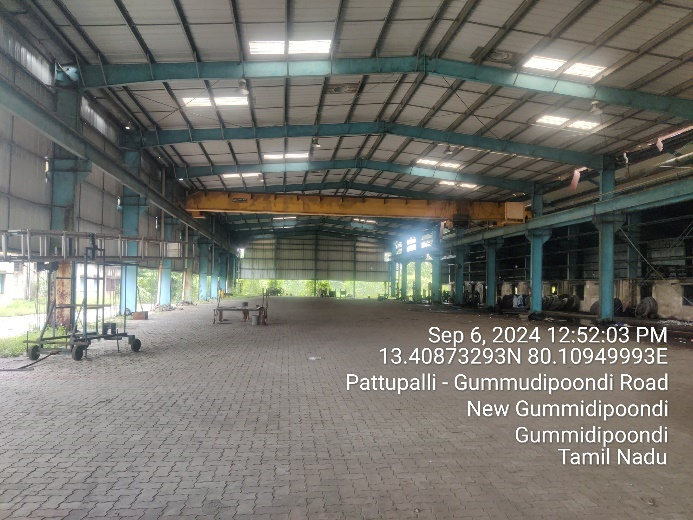 Sep 6, 2024 12:52:03 PM
13.40873293N 80.10949993E
Pattupalli - Gummudipoondi Road
New Gummidipoondi
Gummidipoondi
Tamil Nadu